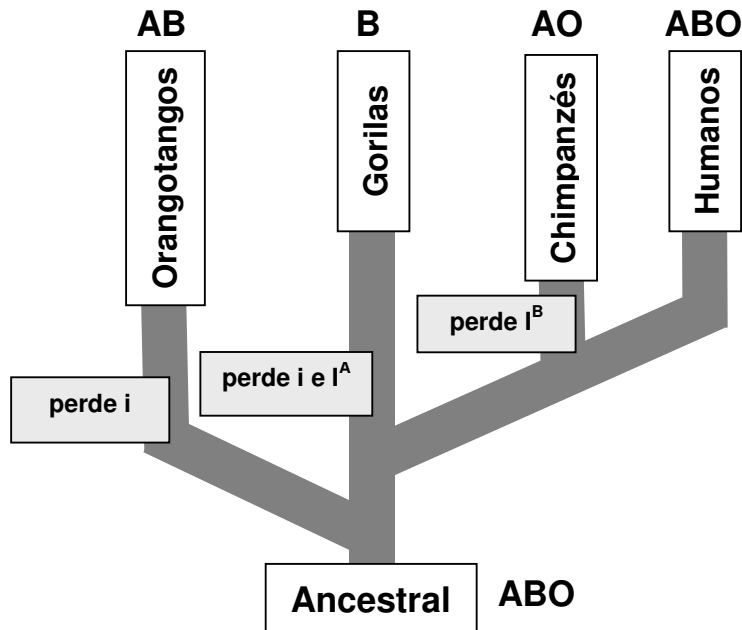 AB
B
AO
ABO
Orangotangos
Gorilas
Chimpanzés
Humanos
perde I^B
perde i e I^A
perde i
Ancestral
ABO